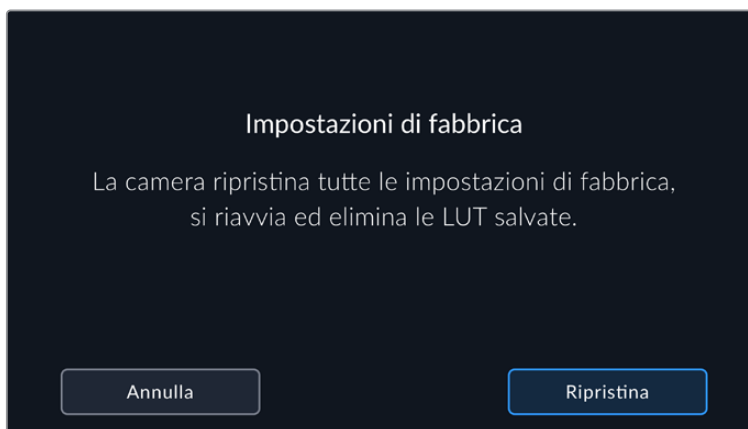 Impostazioni di fabbrica
La camera ripristina tutte le impostazioni di fabbrica,
si riavvia ed elimina le LUT salvate.
Annulla
Ripristina